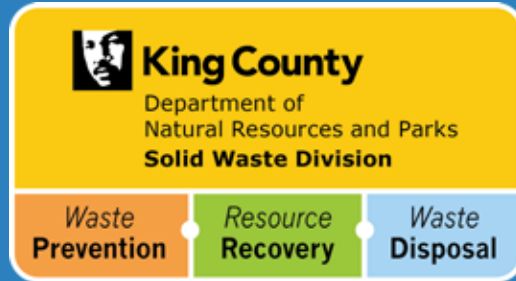 King County
Department of
Natural Resources and Parks
Solid Waste Division
Waste
Prevention
Resource
Recovery
Waste
Disposal